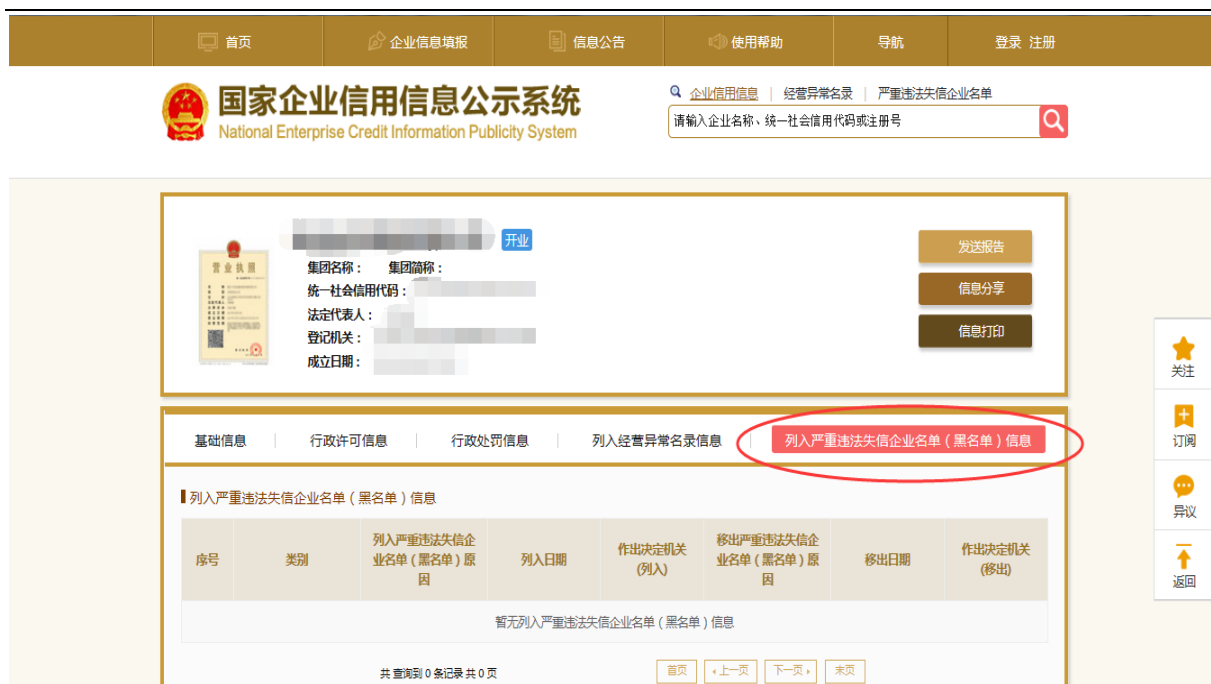 首页 企业信息填报 信息公告 使用帮助 导航 登录 注册
国家企业信用信息公示系统
National Enterprise Credit Information Publicity System
企业信用信息 | 经营异常名录 | 严重违法失信企业名单
请输入企业名称、统一社会信用代码或注册号
开业
营业执照
集团名称： 集团简称：
统一社会信用代码：
法定代表人：
登记机关：
成立日期：
发送报告
信息分享
信息打印
关注
订阅
异议
返回
基础信息 | 行政许可信息 | 行政处罚信息 | 列入经营异常名录信息 | 列入严重违法失信企业名单（黑名单）信息
列入严重违法失信企业名单（黑名单）信息
序号 类别 列入严重违法失信企业名单（黑名单）原因 列入日期 作出决定机关(列入) 移出严重违法失信企业名单（黑名单）原因 移出日期 作出决定机关(移出)
暂无列入严重违法失信企业名单（黑名单）信息
共 查询到 0 条记录 共 0 页 首页 上一页 下一页 末页